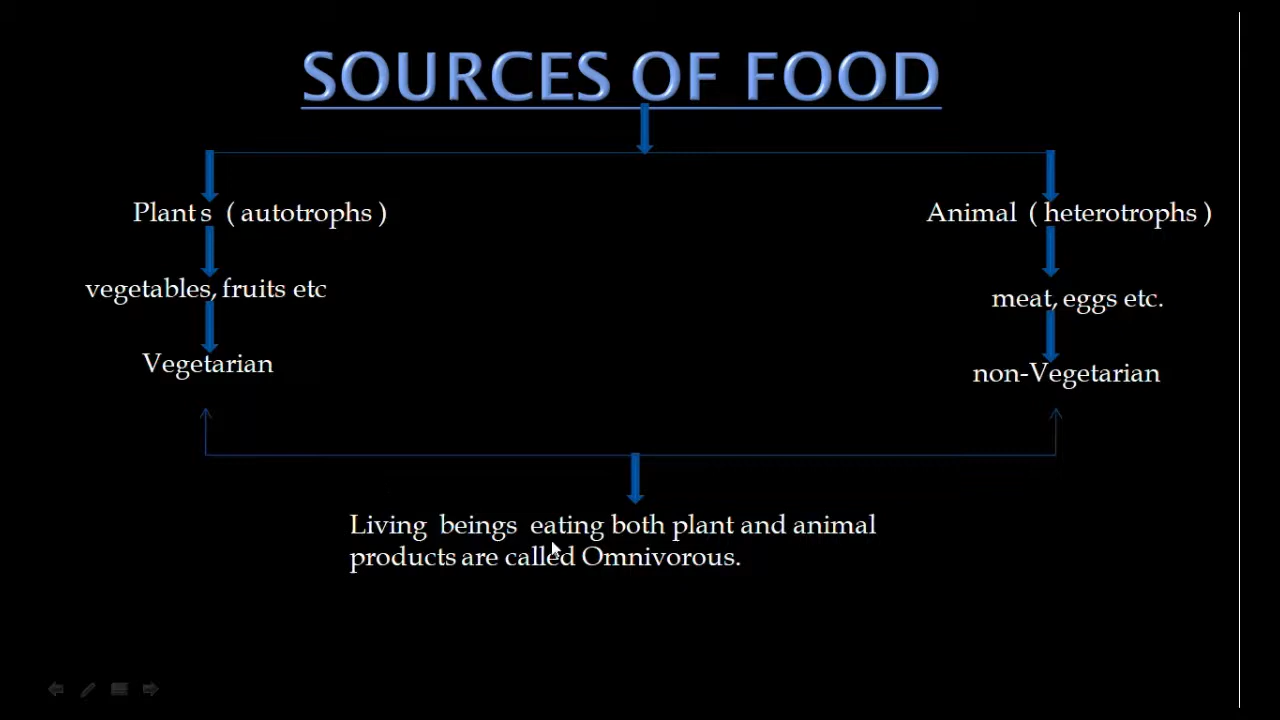 SOURCES OF FOOD
Plant s ( autotrophs )
Animal ( heterotrophs )
vegetables, fruits etc
meat, eggs etc.
Vegetarian
non-Vegetarian
Living beings eating both plant and animal
products are called Omnivorous.